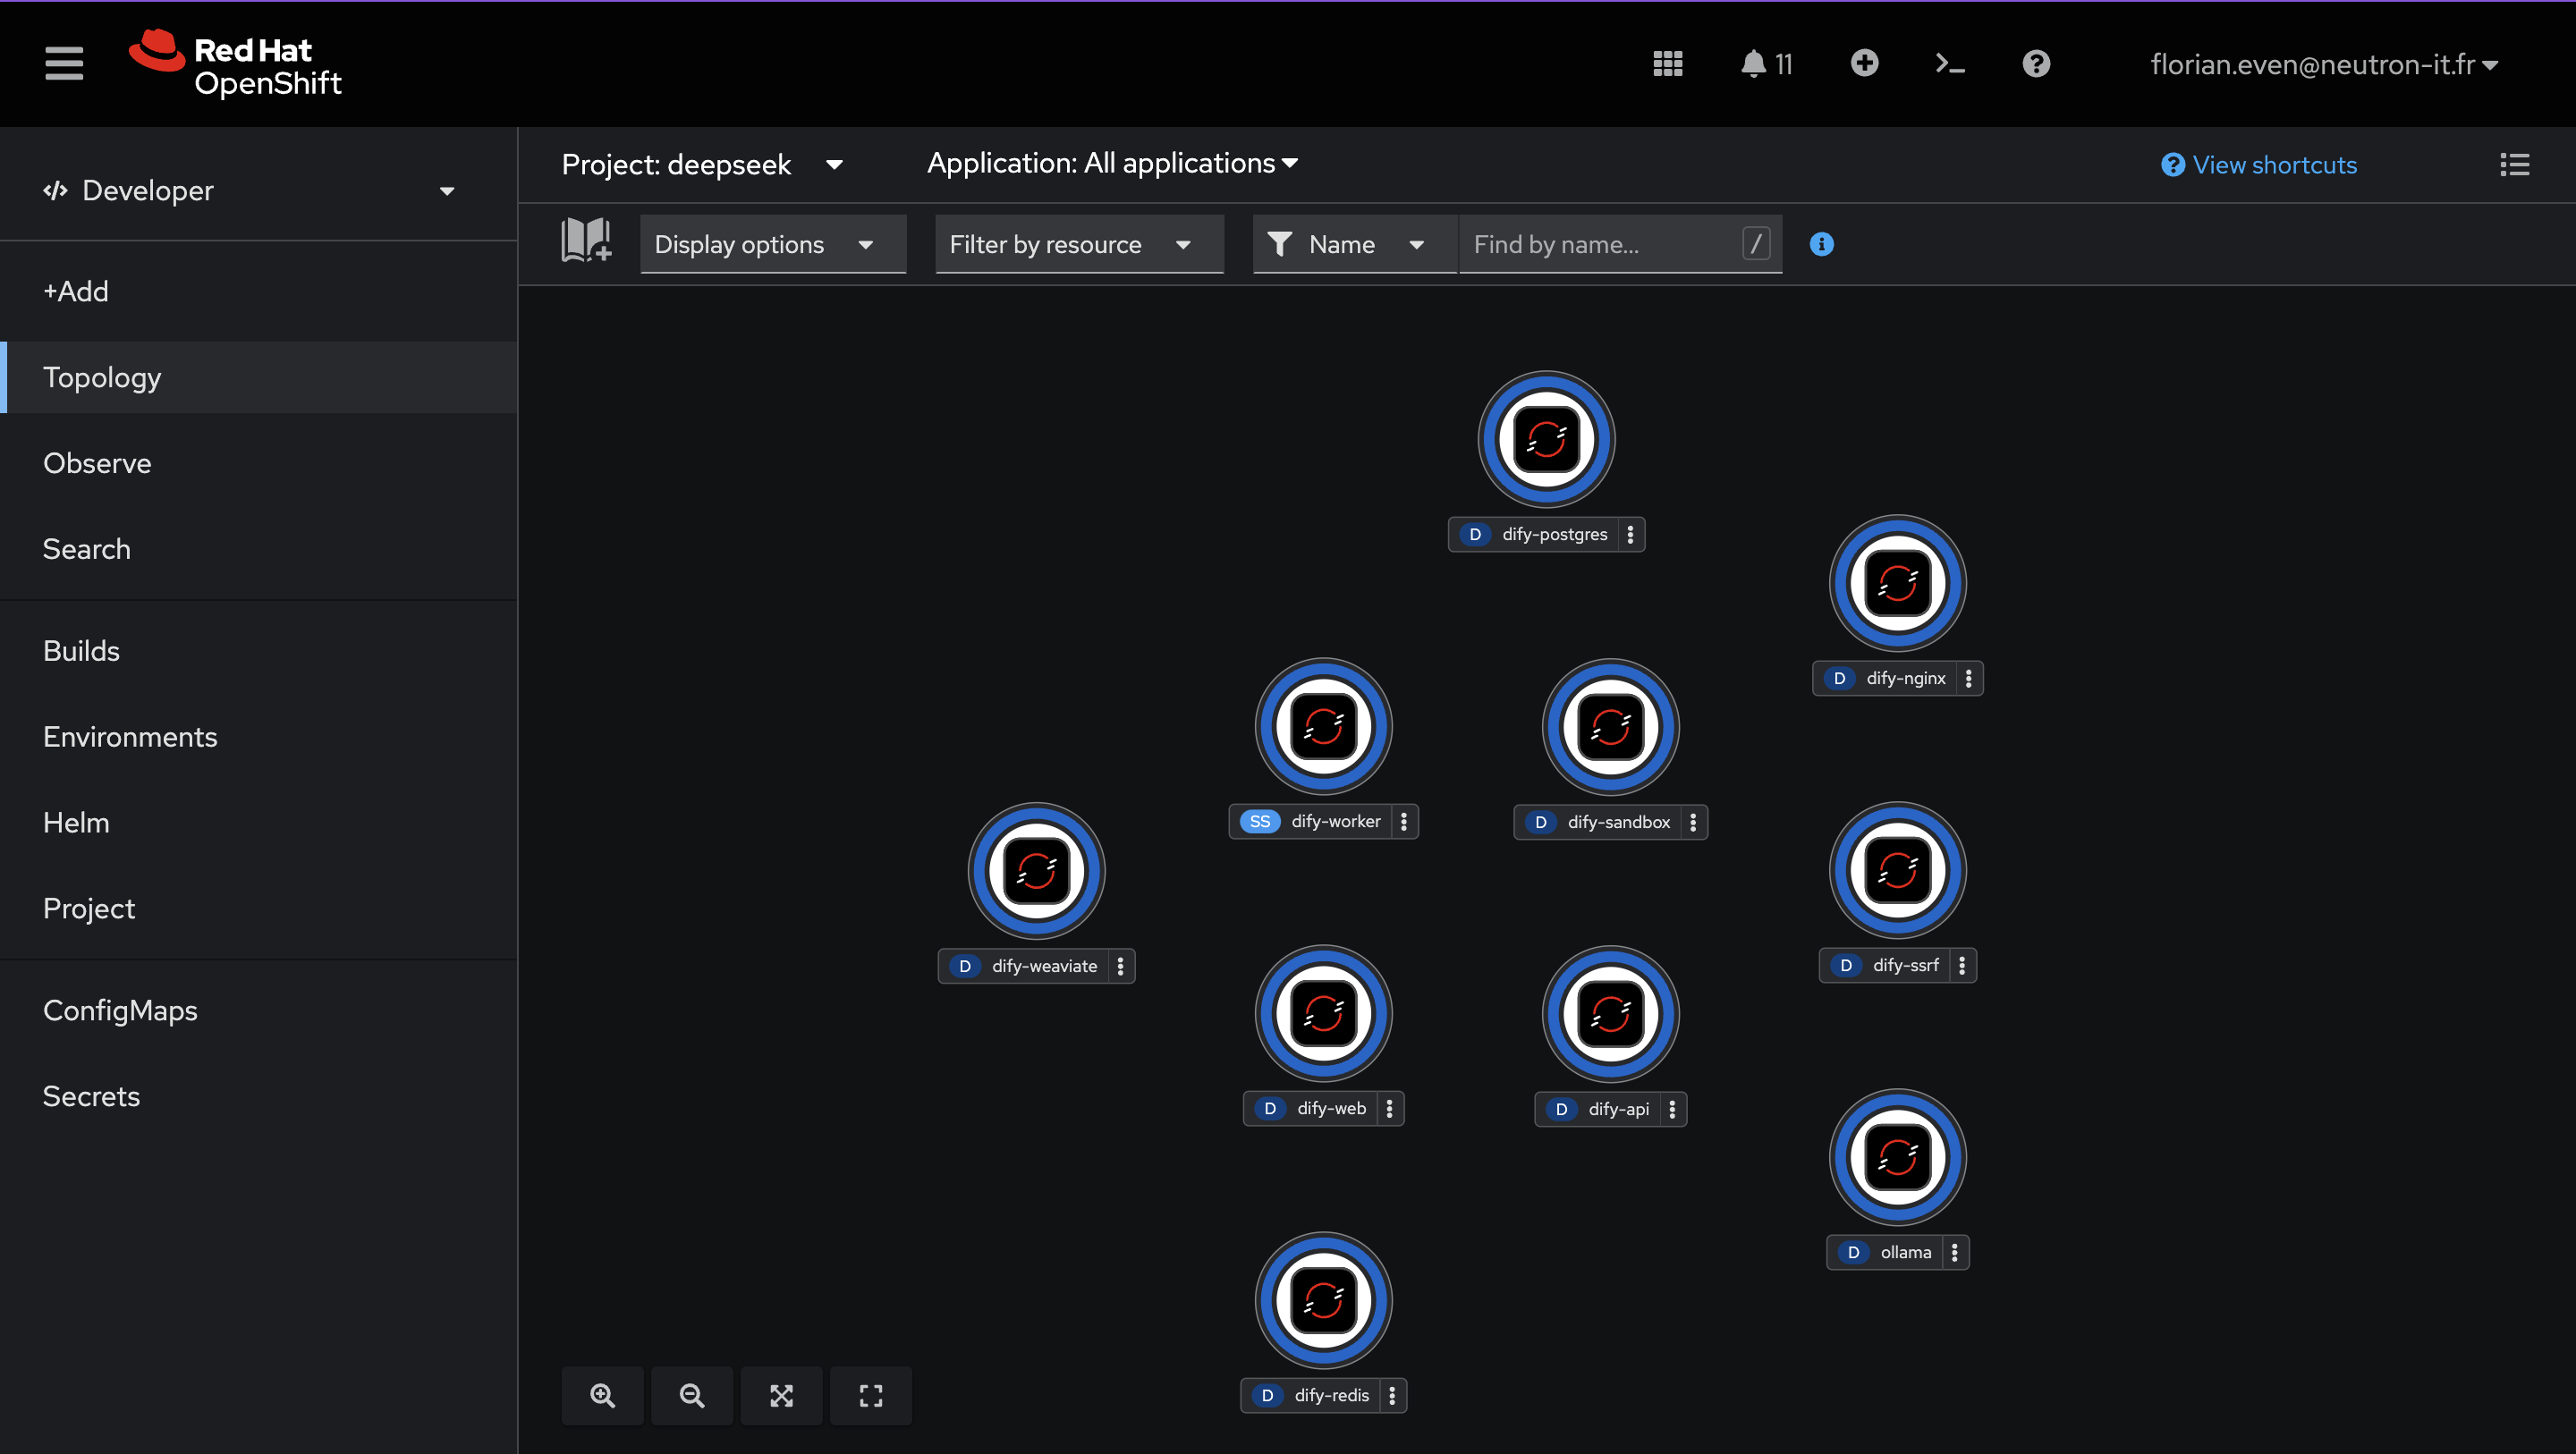 Red Hat
OpenShift
11
florian.even@neutron-it.fr
Developer
Project: deepseek
Application: All applications
View shortcuts
Display options
Filter by resource
Name
Find by name...
/
+Add
Topology
Observe
Search
Builds
Environments
Helm
Project
ConfigMaps
Secrets
D dify-postgres
D dify-nginx
SS dify-worker
D dify-sandbox
D dify-weaviate
D dify-ssrf
D dify-web
D dify-api
D ollama
D dify-redis